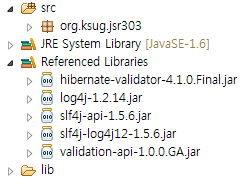 src
org.ksug.jsr303
JRE System Library [JavaSE-1.6]
Referenced Libraries
hibernate-validator-4.1.0.Final.jar
log4j-1.2.14.jar
slf4j-api-1.5.6.jar
slf4j-log4j12-1.5.6.jar
validation-api-1.0.0.GA.jar
lib